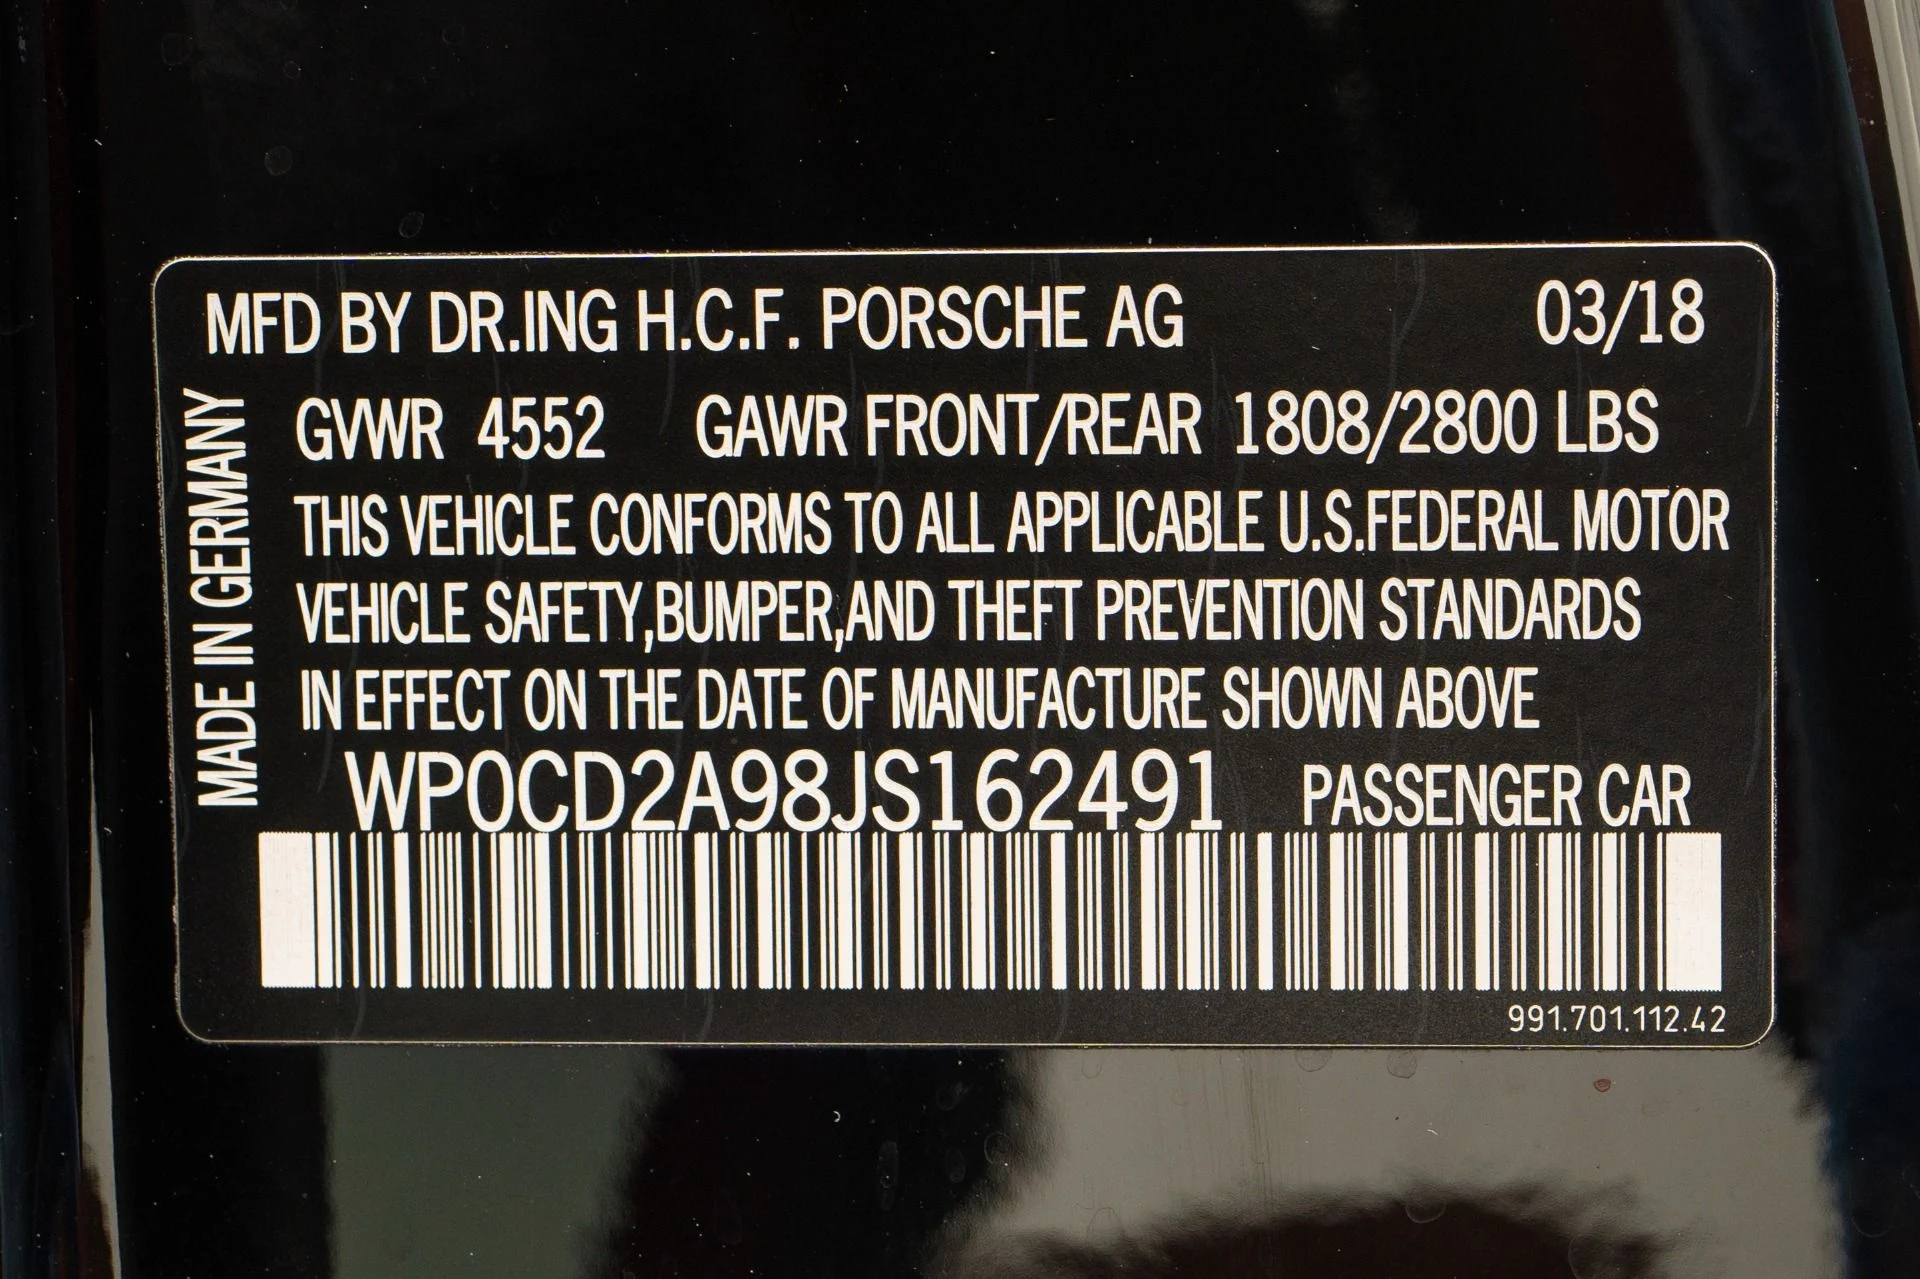 MFD BY DR.ING H.C.F. PORSCHE AG 03/18
MADE IN GERMANY
GVWR 4552 GAWR FRONT/REAR 1808/2800 LBS
THIS VEHICLE CONFORMS TO ALL APPLICABLE U.S.FEDERAL MOTOR
VEHICLE SAFETY,BUMPER,AND THEFT PREVENTION STANDARDS
IN EFFECT ON THE DATE OF MANUFACTURE SHOWN ABOVE
WP0CD2A98JS162491 PASSENGER CAR
991.701.112.42